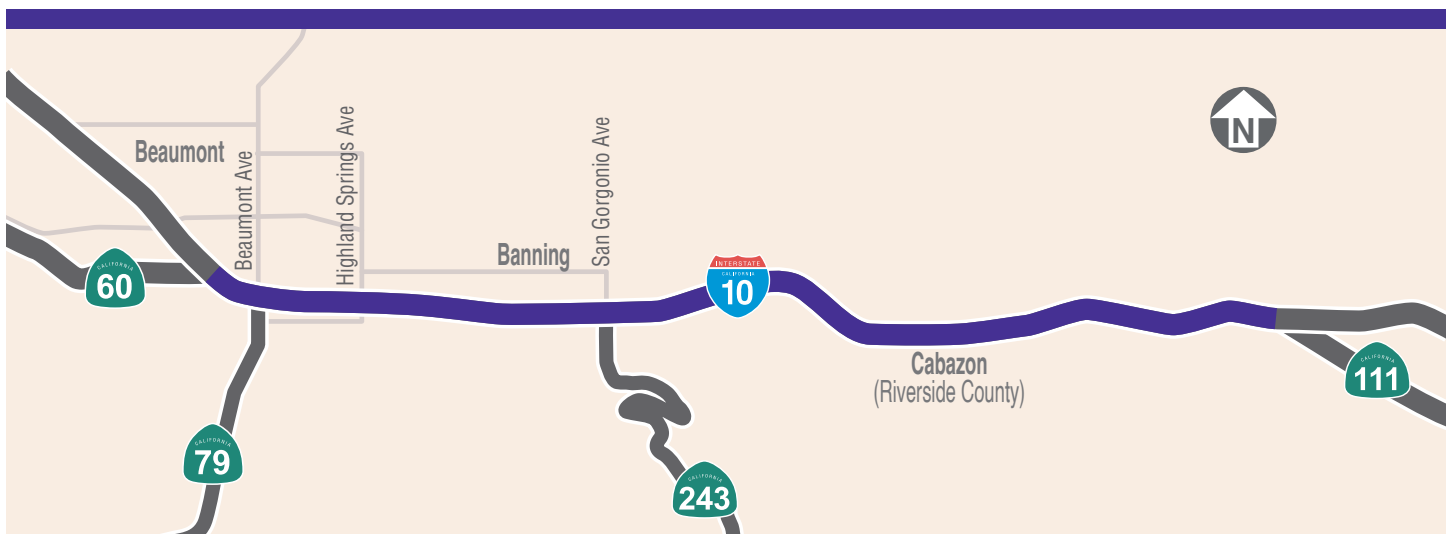 Beaumont
Beaumont Ave
Highland Springs Ave
San Gorgonio Ave
N
Banning
CALIFORNIA
60
INTERSTATE
CALIFORNIA
10
Cabazon
(Riverside County)
CALIFORNIA
111
CALIFORNIA
79
CALIFORNIA
243